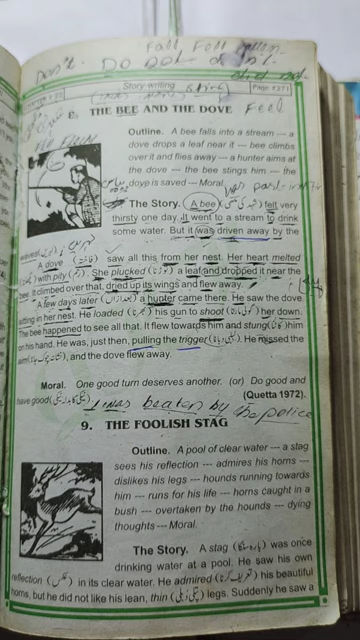 Fall, Fell fallen
Don't Do not
did not
Story-writing
Page #371
8. THE BEE AND THE DOVE Feel
Outline. A bee falls into a stream --- a
dove drops a leaf near it --- bee climbs
over it and flies away --- a hunter aims at
the dove --- the bee stings him --- the
dove is saved --- Moral.
The Story. (A bee) felt very
thirsty one day. It went to a stream to drink
some water. But it was driven away by the
waves
A dove saw all this from her nest. Her heart melted
with pity. She plucked a leaf and dropped it near the
bee. It climbed over that, dried up its wings and flew away.
A few days later a hunter came there. He saw the dove
sitting in her nest. He loaded his gun to shoot her down.
The bee happened to see all that. It flew towards him and stung him
on his hand. He was, just then, pulling the trigger. He missed the
aim, and the dove flew away.
Moral. One good turn deserves another. (or) Do good and
have good (Quetta 1972).
I was beaten by the police
9. THE FOOLISH STAG
Outline. A pool of clear water --- a stag
sees his reflection --- admires his horns ---
dislikes his legs --- hounds running towards
him --- runs for his life --- horns caught in a
bush --- overtaken by the hounds --- dying
thoughts --- Moral.
The Story. A stag (بارہ سنگا) was once
drinking water at a pool. He saw his own
reflection (عکس) in its clear water. He admired (تعریف کرنا) his beautiful
horns, but he did not like his lean, thin (پتلی دبلی) legs. Suddenly he saw a